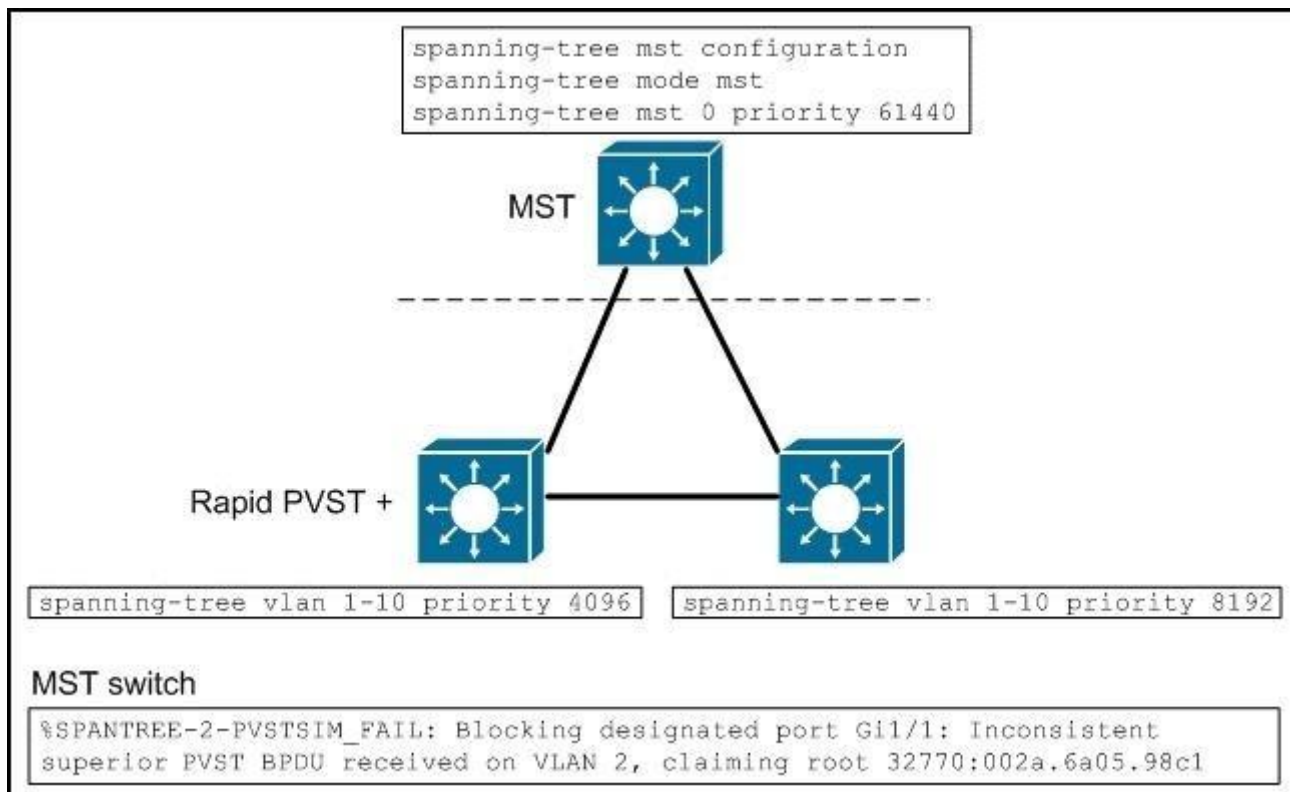 spanning-tree mst configuration
spanning-tree mode mst
spanning-tree mst 0 priority 61440
MST
Rapid PVST +
spanning-tree vlan 1-10 priority 4096
spanning-tree vlan 1-10 priority 8192
MST switch
%SPANTREE-2-PVSTSIM_FAIL: Blocking designated port Gi1/1: Inconsistent
superior PVST BPDU received on VLAN 2, claiming root 32770:002a.6a05.98c1